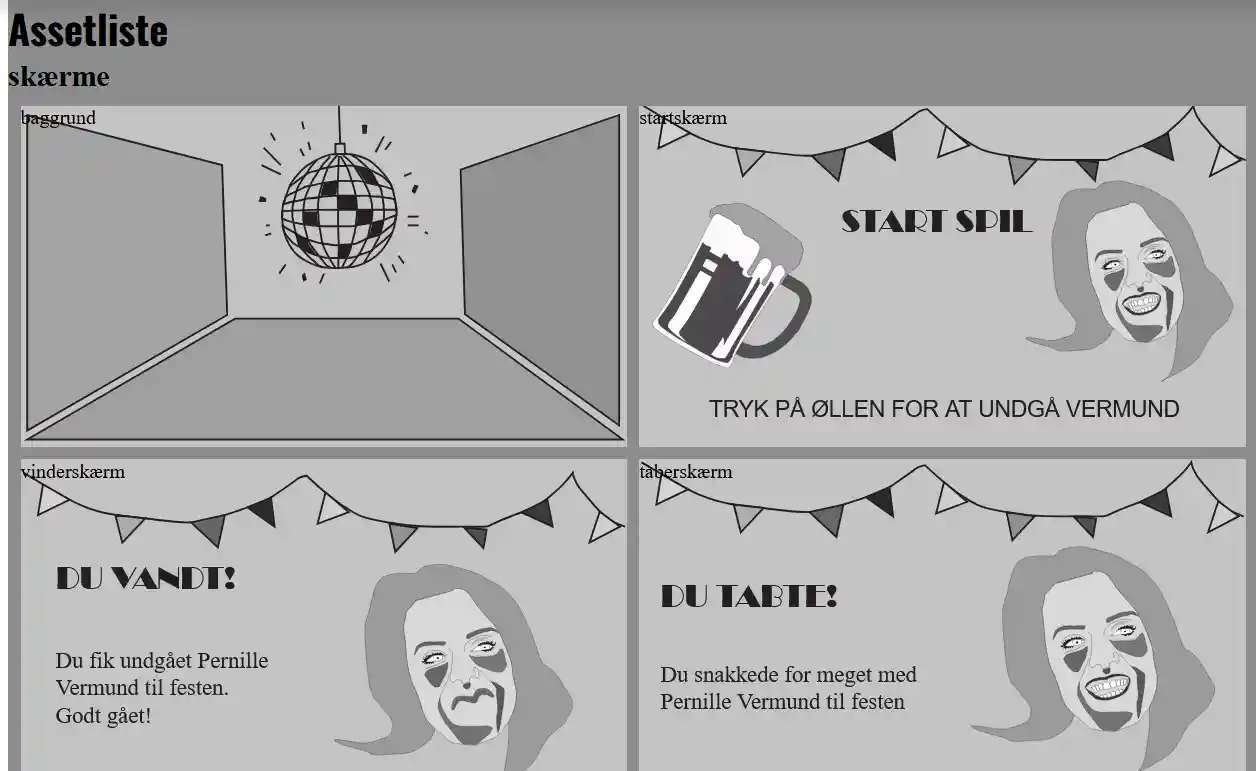 Assetliste
skærme
baggrund
startskærm
START SPIL
TRYK PÅ ØLLEN FOR AT UNDGÅ VERMUND
vinderskærm
DU VANDT!
Du fik undgået Pernille
Vermund til festen.
Godt gået!
taberskærm
DU TABTE!
Du snakkede for meget med
Pernille Vermund til festen